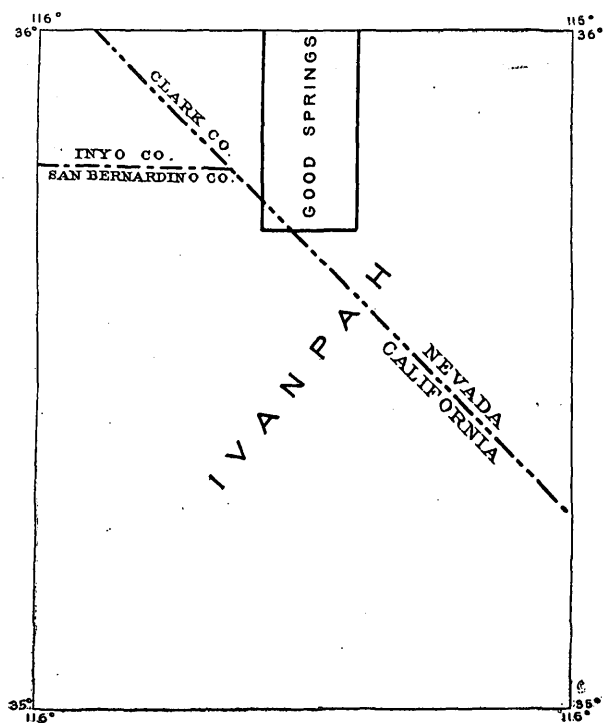 116° 115°
36° 36°
CLARK CO.
GOOD SPRINGS
INYO CO.
SAN BERNARDINO CO.
IVANPAH
NEVADA
CALIFORNIA
35° 35°
116° 116°